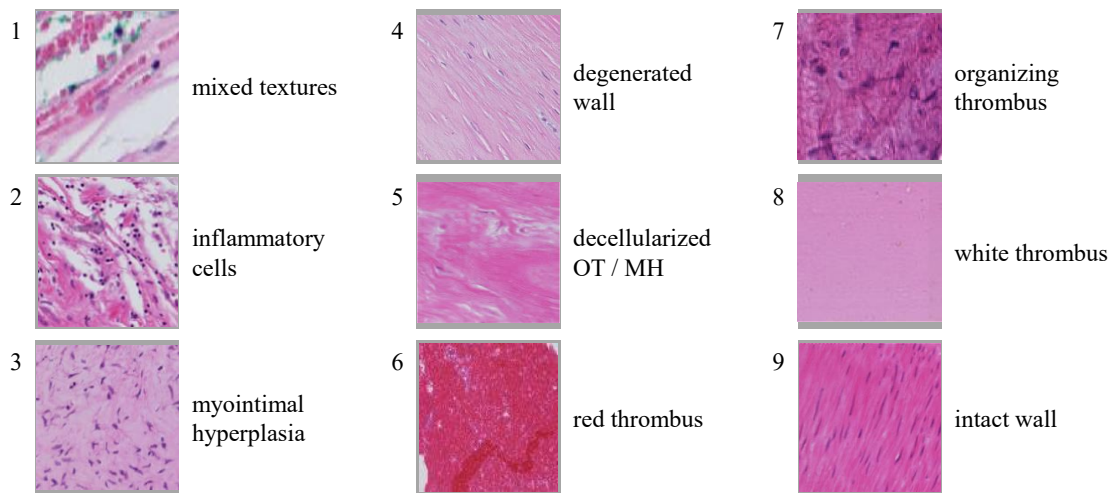 1
mixed textures
2
inflammatory
cells
3
myointimal
hyperplasia
4
degenerated
wall
5
decellularized
OT / MH
6
red thrombus
7
organizing
thrombus
8
white thrombus
9
intact wall